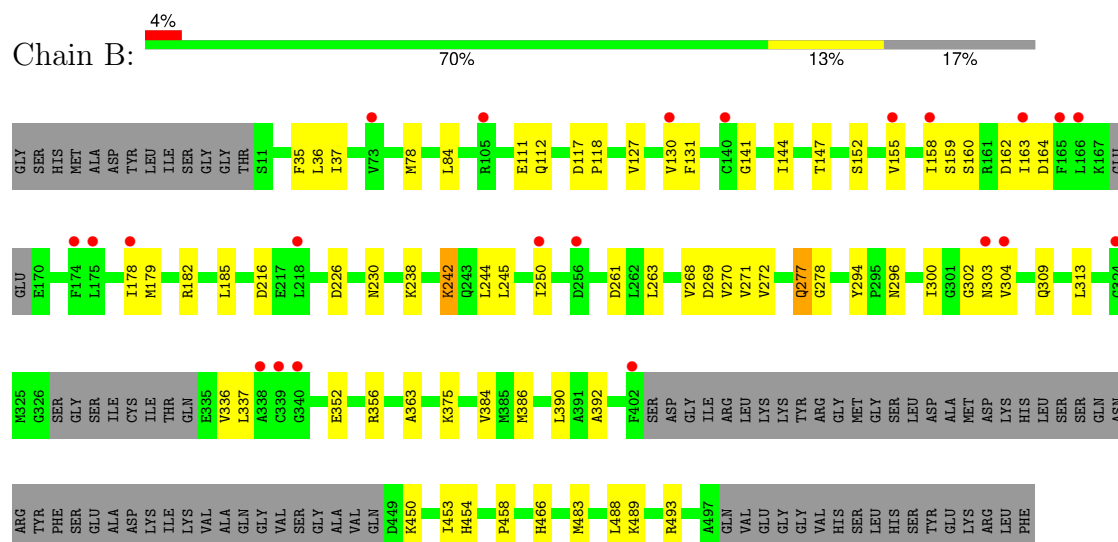 4%
Chain B:
70% 13% 17%
GLY SER HIS MET ALA ASP TYR LEU ILE SER GLY GLY THR S11 F35 L36 I37 V73 M78 L84 R105 E111 Q112 D117 P118 V127 V130 F131 C140 G141 I144 T147 S152 V155 I158 S159 S160 R161 D162 I163 D164 F165 L166 K167 GLU
GLU E170 F174 L175 I178 M179 R182 L185 D216 E217 L218 D226 N230 K238 K242 Q243 L244 L245 I250 D256 D261 L262 L263 V268 D269 V270 V271 V272 Q277 G278 Y294 P295 N296 I300 G301 G302 N303 V304 Q309 L313 G324
M325 G326 SER GLY SER ILE CYS ILE THR GLN E335 V336 L337 A338 C339 G340 E352 R356 A363 K375 V384 M385 M386 L390 A391 A392 F402 SER ASP GLY ILE ARG LEU LYS LYS TYR ARG GLY MET GLY SER LEU ASP ALA MET ASP LYS HIS LEU SER SER GLN ASN
ARG TYR PHE SER GLU ALA ASP LYS ILE LYS VAL ALA GLN GLY VAL SER GLY ALA VAL GLN D449 K450 I453 H454 P458 H466 M483 L488 K489 R493 A497 GLN VAL GLU GLY GLY VAL HIS SER LEU HIS SER TYR GLU LYS ARG LEU PHE